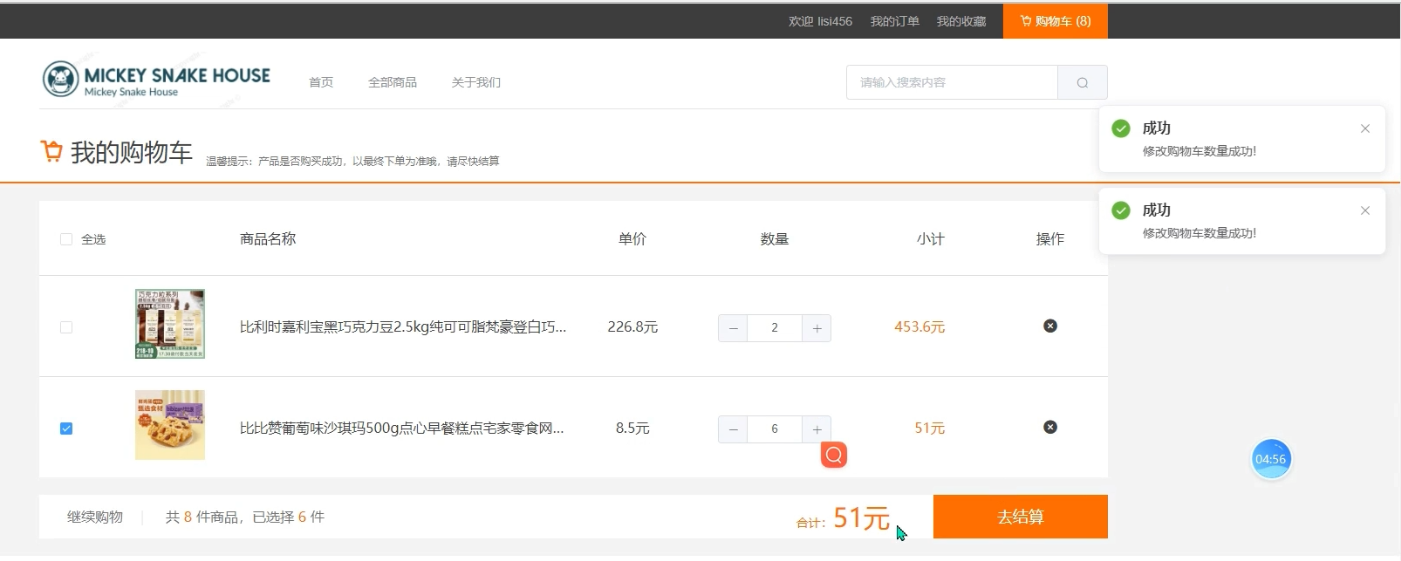 欢迎 lisi456 我的订单 我的收藏 购物车 (8)
MICKEY SNAKE HOUSE
Mickey Snake House
首页 全部商品 关于我们
请输入搜索内容
成功
修改购物车数量成功!
我的购物车 温馨提示：产品是否购买成功，以最终下单为准哦，请尽快结算
成功
修改购物车数量成功!
全选 商品名称 单价 数量 小计 操作
巧克力粒系列
比利时嘉利宝黑巧克力豆2.5kg纯可可脂梵豪登白巧... 226.8元 − 2 + 453.6元
甄选食材
比比赞葡萄味沙琪玛500g点心早餐糕点宅家零食网... 8.5元 − 6 + 51元
04:56
继续购物 共 8 件商品，已选择 6 件 合计：51元 去结算